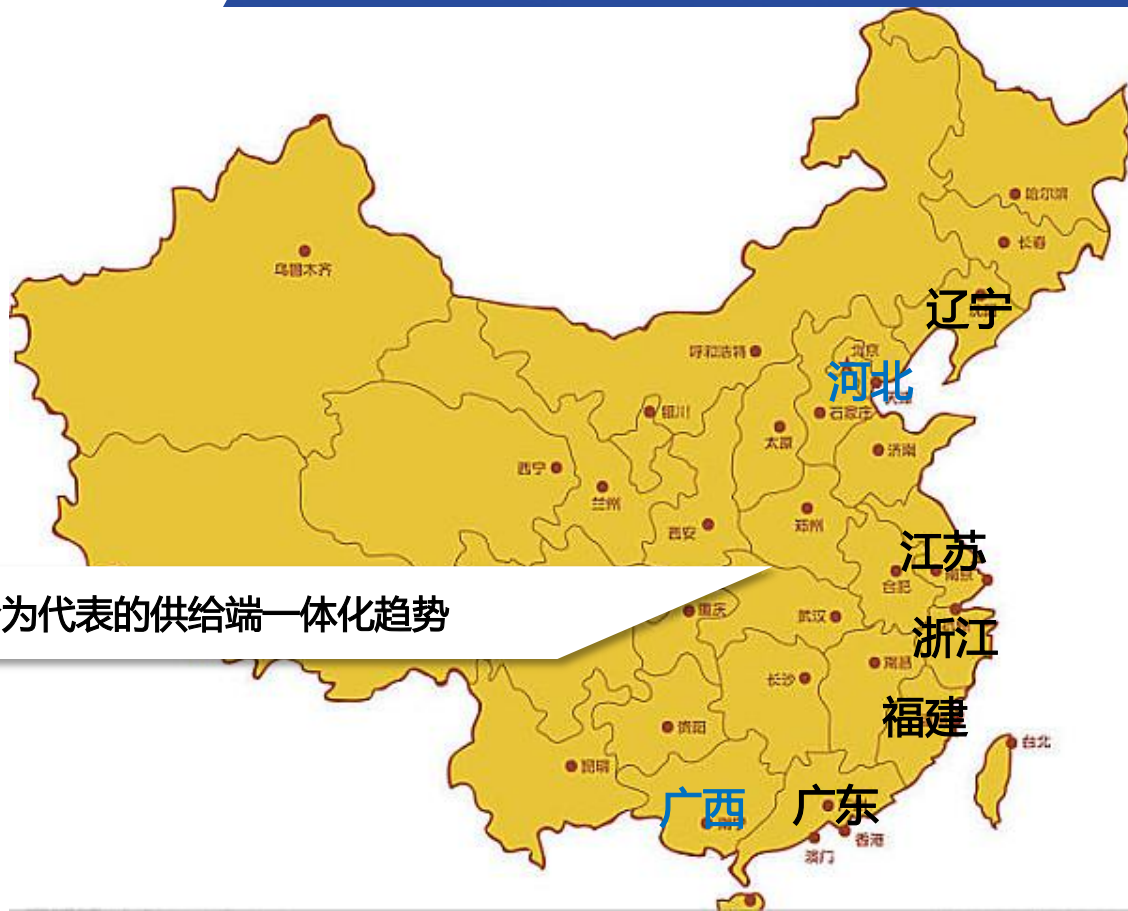 哈尔滨
长春
乌鲁木齐
辽宁
呼和浩特
北京
河北
银川
石家庄
太原
济南
西宁
兰州
郑州
西安
江苏
南京
合肥
为代表的供给端一体化趋势
重庆
武汉
浙江
南昌
长沙
福建
贵阳
台北
昆明
广西
广东
南宁
香港
澳门